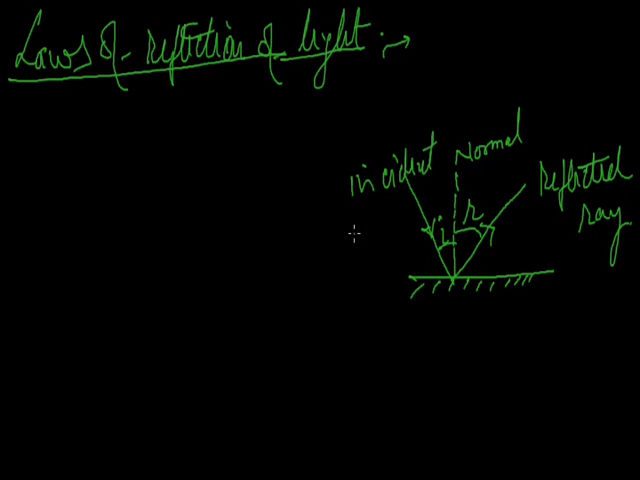 Laws of reflection of light :→
incident
Normal
Reflected
ray
i
r